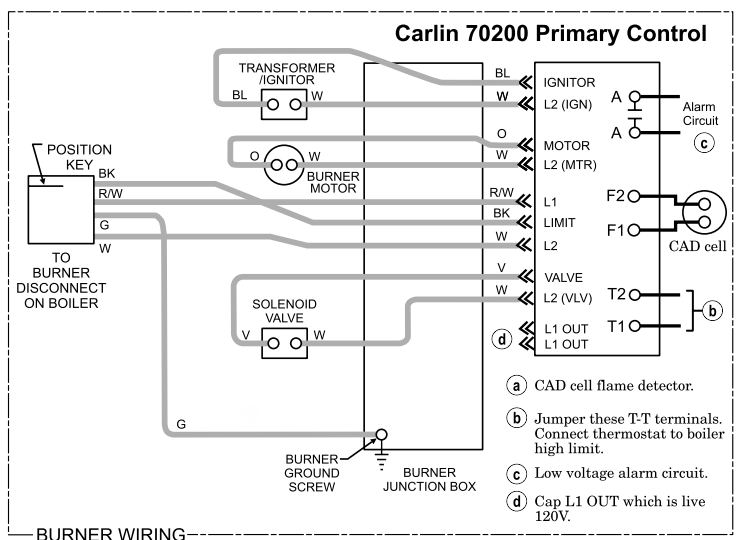 Carlin 70200 Primary Control
TRANSFORMER
/IGNITOR
BL
W
BL
W
IGNITOR
L2 (IGN)
A
A
Alarm
Circuit
c
O
W
BURNER
MOTOR
O
W
MOTOR
L2 (MTR)
POSITION
KEY
BK
R/W
G
W
TO
BURNER
DISCONNECT
ON BOILER
R/W
BK
W
L1
LIMIT
L2
F2
F1
CAD cell
V
W
VALVE
L2 (VLV)
T2
T1
b
SOLENOID
VALVE
V
W
d
L1 OUT
L1 OUT
G
BURNER
GROUND
SCREW
BURNER
JUNCTION BOX
a CAD cell flame detector.
b Jumper these T-T terminals.
Connect thermostat to boiler
high limit.
c Low voltage alarm circuit.
d Cap L1 OUT which is live
120V.
BURNER WIRING